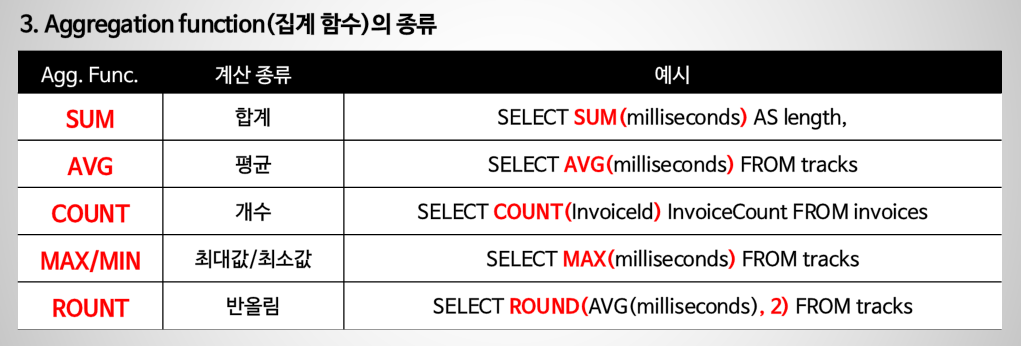 3. Aggregation function(집계 함수)의 종류
Agg. Func. 계산 종류 예시
SUM 합계 SELECT SUM(milliseconds) AS length,
AVG 평균 SELECT AVG(milliseconds) FROM tracks
COUNT 개수 SELECT COUNT(InvoiceId) InvoiceCount FROM invoices
MAX/MIN 최대값/최소값 SELECT MAX(milliseconds) FROM tracks
ROUNT 반올림 SELECT ROUND(AVG(milliseconds), 2) FROM tracks